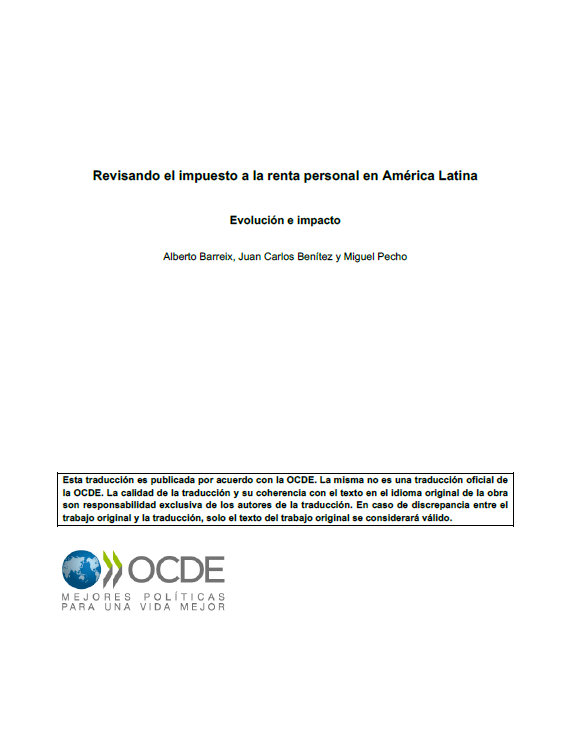 Revisando el impuesto a la renta personal en América Latina
Evolución e impacto
Alberto Barreix, Juan Carlos Benítez y Miguel Pecho
Esta traducción es publicada por acuerdo con la OCDE. La misma no es una traducción oficial de
la OCDE. La calidad de la traducción y su coherencia con el texto en el idioma original de la obra
son responsabilidad exclusiva de los autores de la traducción. En caso de discrepancia entre el
trabajo original y la traducción, solo el texto del trabajo original se considerará válido.
OCDE
MEJORES POLÍTICAS
PARA UNA VIDA MEJOR